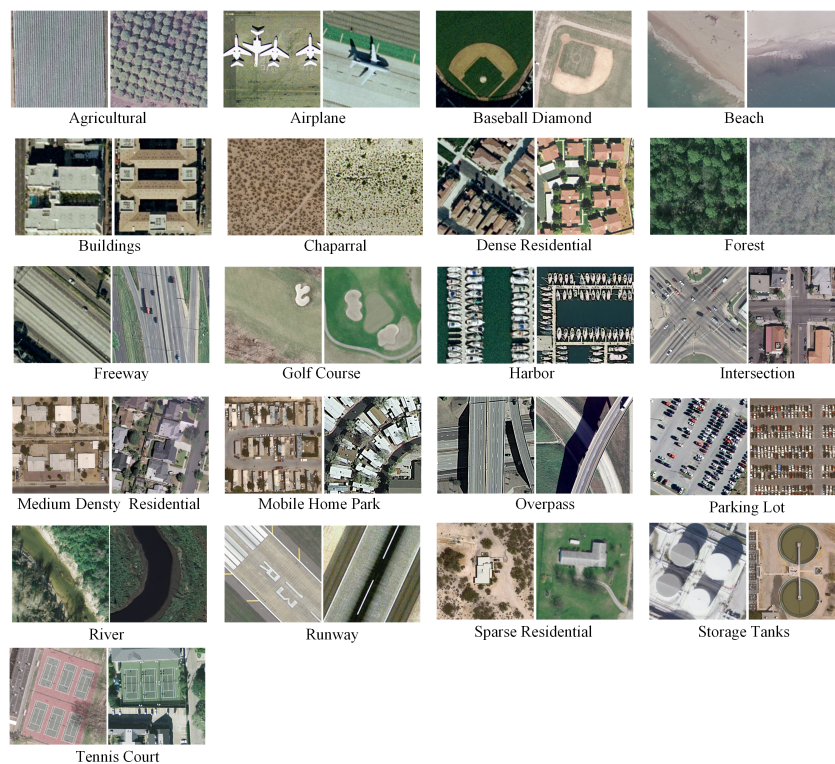 Agricultural
Airplane
Baseball Diamond
Beach
Buildings
Chaparral
Dense Residential
Forest
Freeway
Golf Course
Harbor
Intersection
Medium Densty Residential
Mobile Home Park
Overpass
Parking Lot
River
Runway
Sparse Residential
Storage Tanks
Tennis Court